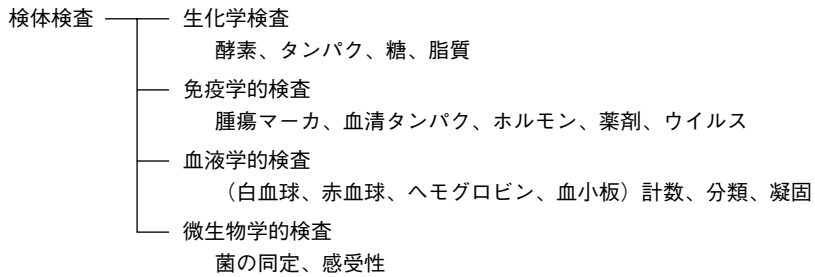 検体検査
生化学検査
酵素、タンパク、糖、脂質
免疫学的検査
腫瘍マーカ、血清タンパク、ホルモン、薬剤、ウイルス
血液学的検査
（白血球、赤血球、ヘモグロビン、血小板）計数、分類、凝固
微生物学的検査
菌の同定、感受性